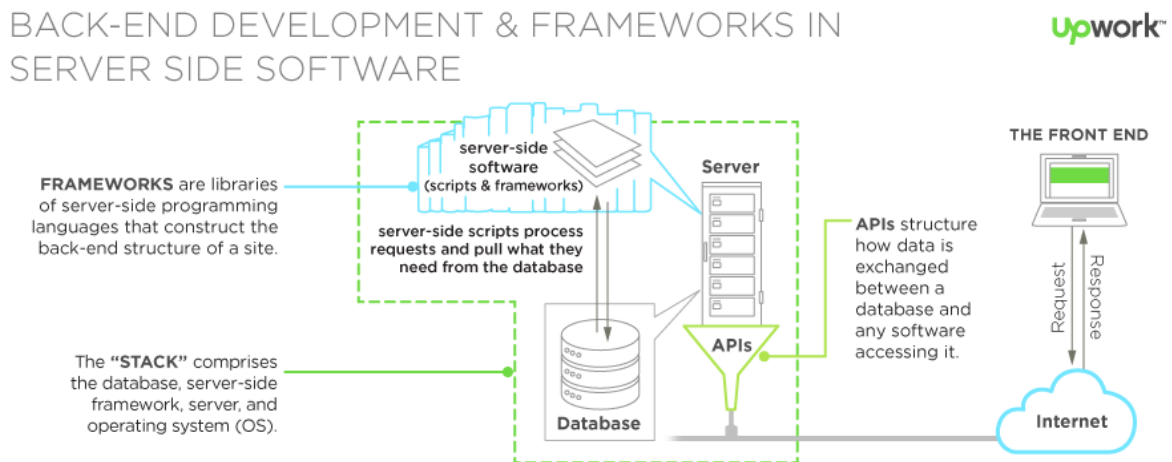 BACK-END DEVELOPMENT & FRAMEWORKS IN
SERVER SIDE SOFTWARE
Upwork™
FRAMEWORKS are libraries
of server-side programming
languages that construct the
back-end structure of a site.
The “STACK” comprises
the database, server-side
framework, server, and
operating system (OS).
server-side
software
(scripts & frameworks)
server-side scripts process
requests and pull what they
need from the database
Database
Server
APIs
APIs structure
how data is
exchanged
between a
database and
any software
accessing it.
THE FRONT END
Request
Response
Internet